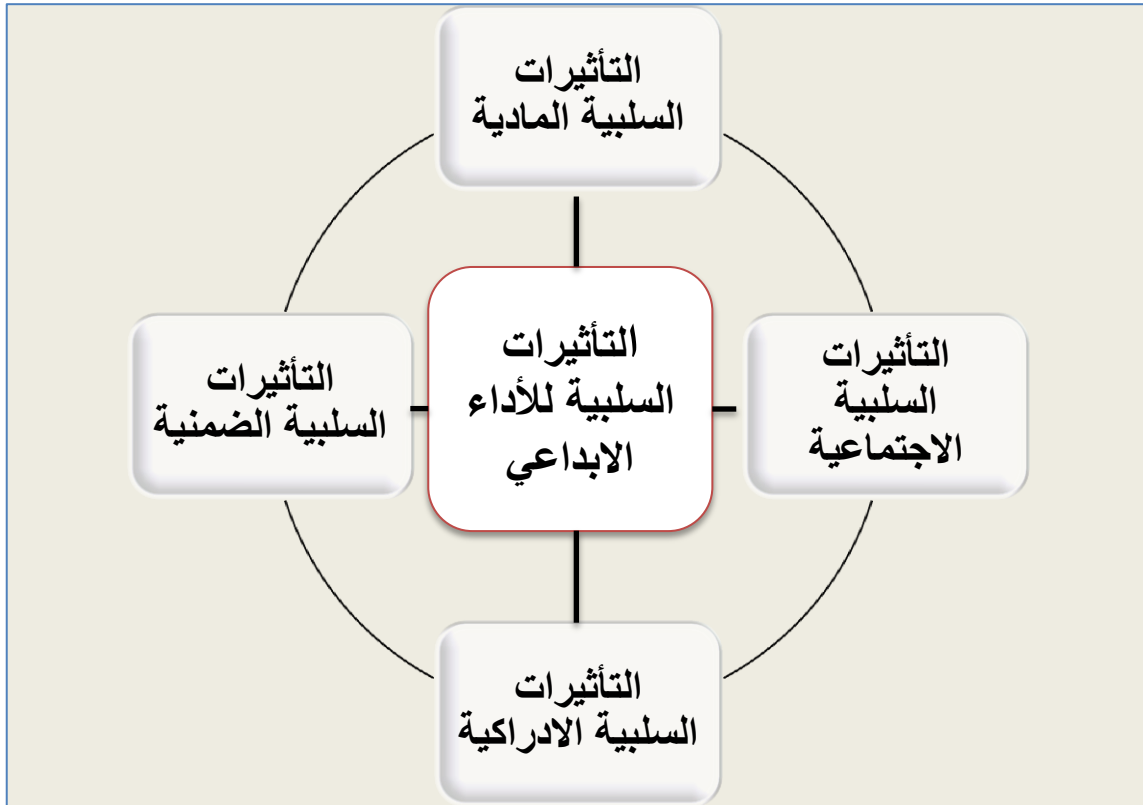 التأثيرات
السلبية المادية
التأثيرات
السلبية
الاجتماعية
التأثيرات
السلبية للأداء
الابداعي
التأثيرات
السلبية الضمنية
التأثيرات
السلبية الادراكية